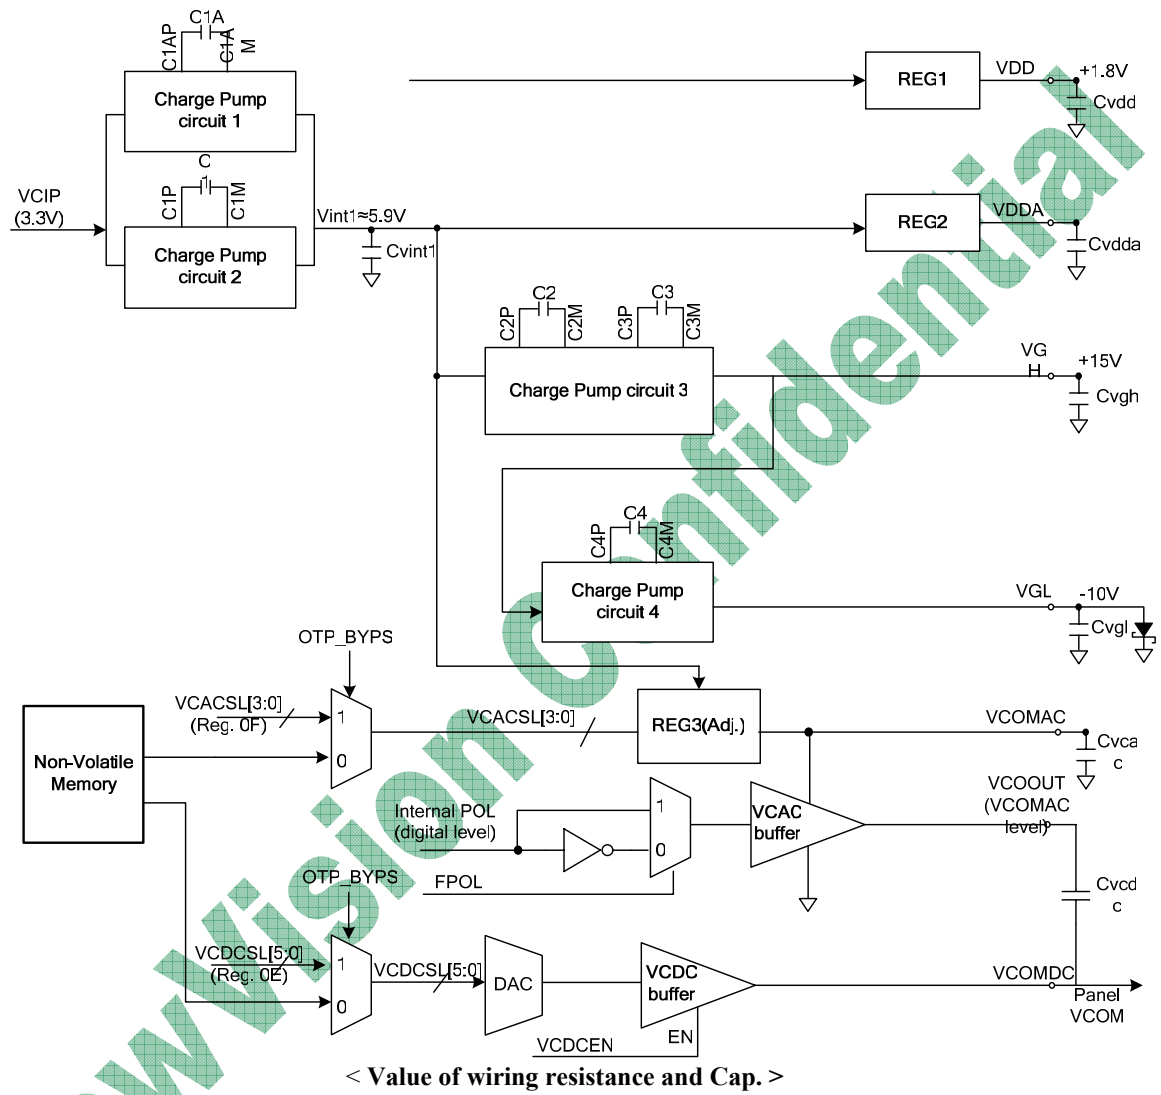 C1A
C1AP
C1A
M
Charge Pump
circuit 1
REG1
VDD
+1.8V
Cvdd
VCIP
(3.3V)
C
1
C1P
C1M
Charge Pump
circuit 2
Vint1≈5.9V
Cvint1
REG2
VDDA
Cvdda
C2
C2P
C2M
C3
C3P
C3M
Charge Pump circuit 3
VG
H
+15V
Cvgh
C4
C4P
C4M
Charge Pump
circuit 4
VGL
-10V
Cvgl
OTP_BYPS
VCACSL[3:0]
(Reg. 0F)
1
0
VCACSL[3:0]
REG3(Adj.)
VCOMAC
Cvca
c
Non-Volatile
Memory
Internal POL
(digital level)
1
0
FPOL
VCAC
buffer
VCOOUT
(VCOMAC
level)
Cvcd
c
OTP_BYPS
VCDCSL[5:0]
(Reg. 0E)
1
0
VCDCSL[5:0]
DAC
VCDC
buffer
VCDCEN
EN
VCOMDC
Panel
VCOM
< Value of wiring resistance and Cap. >
owVision Confidential